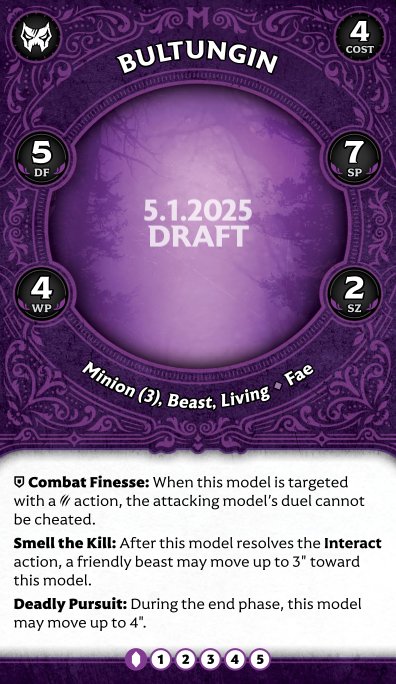 BULTUNGIN
4
COST
5
DF
7
SP
5.1.2025
DRAFT
4
WP
2
SZ
Minion (3), Beast, Living ♦ Fae
Combat Finesse: When this model is targeted
with a action, the attacking model's duel cannot
be cheated.
Smell the Kill: After this model resolves the Interact
action, a friendly beast may move up to 3" toward
this model.
Deadly Pursuit: During the end phase, this model
may move up to 4".
1 2 3 4 5